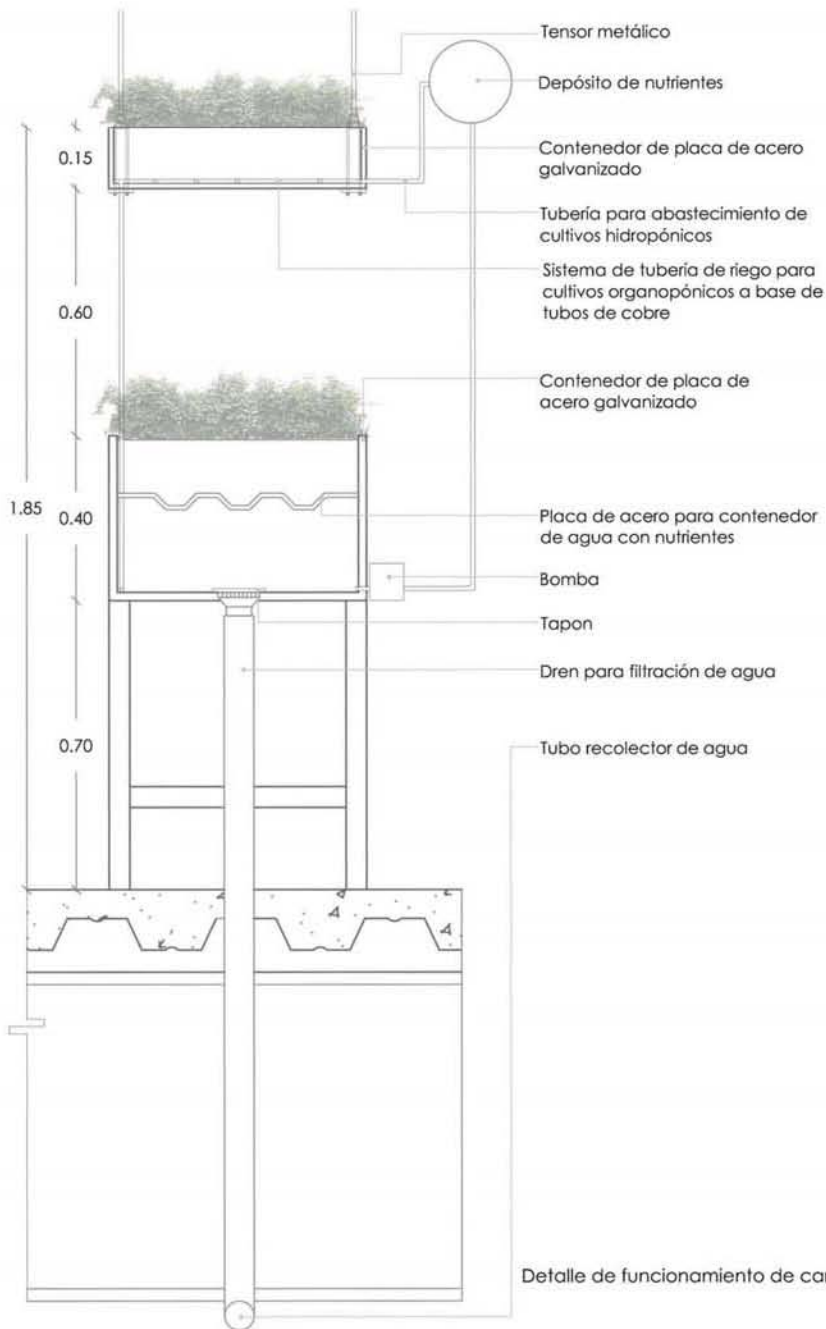 Tensor metálico
Depósito de nutrientes
0.15
Contenedor de placa de acero
galvanizado
Tubería para abastecimiento de
cultivos hidropónicos
Sistema de tubería de riego para
cultivos organopónicos a base de
tubos de cobre
0.60
Contenedor de placa de
acero galvanizado
1.85
0.40
Placa de acero para contenedor
de agua con nutrientes
Bomba
Tapon
Dren para filtración de agua
0.70
Tubo recolector de agua
Detalle de funcionamiento de